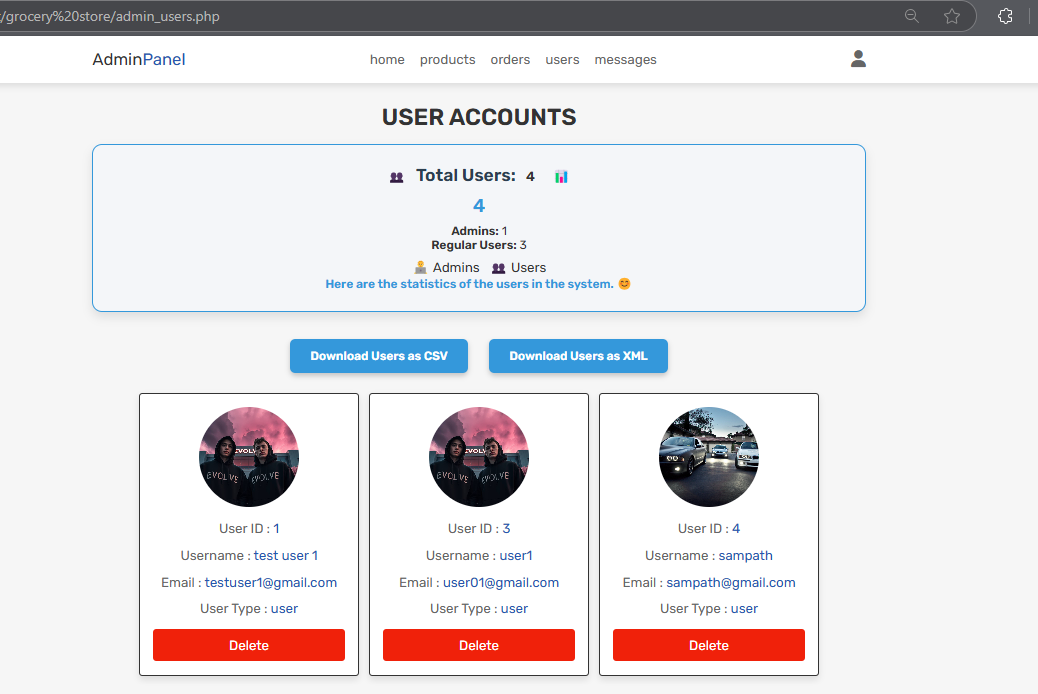 /grocery%20store/admin_users.php
AdminPanel
home products orders users messages
USER ACCOUNTS
Total Users: 4
4
Admins: 1
Regular Users: 3
Admins Users
Here are the statistics of the users in the system.
Download Users as CSV Download Users as XML
EVOLVE
EVOLVE EVOLVE
User ID : 1
Username : test user 1
Email : testuser1@gmail.com
User Type : user
Delete
EVOLVE
EVOLVE EVOLVE
User ID : 3
Username : user1
Email : user01@gmail.com
User Type : user
Delete
User ID : 4
Username : sampath
Email : sampath@gmail.com
User Type : user
Delete